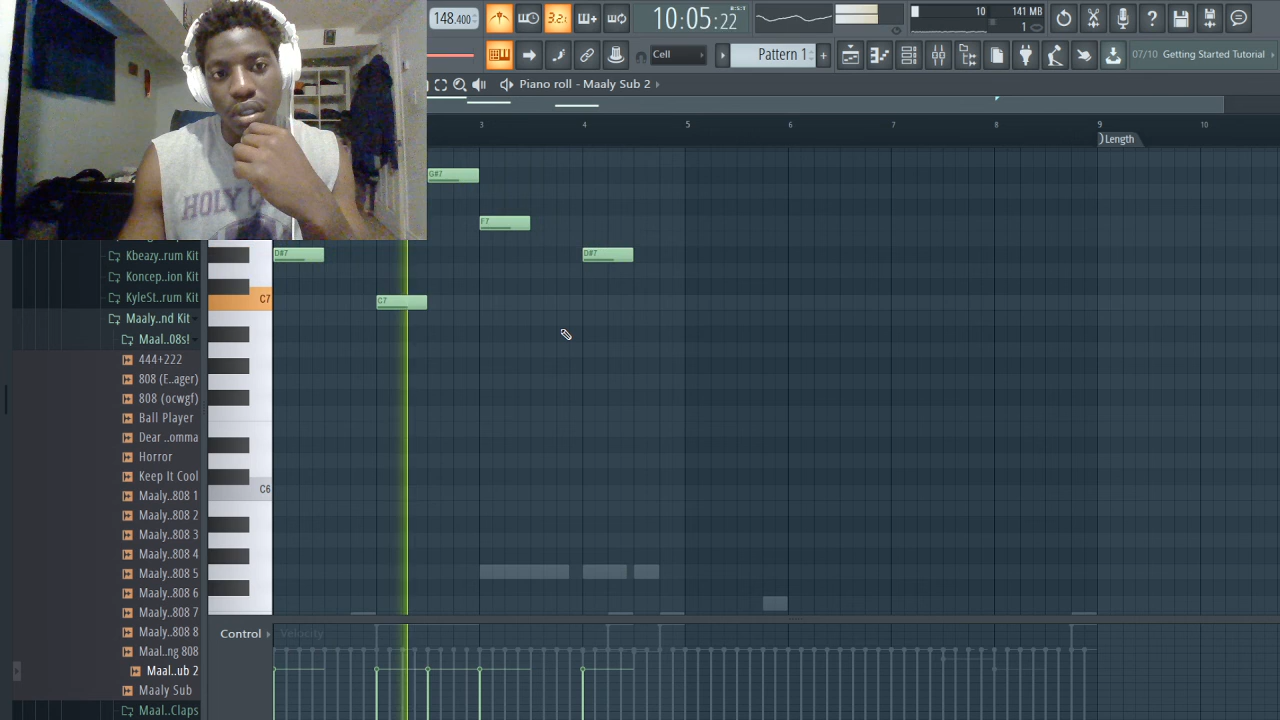 148.400
3.2.
10:05:22
B:S:T
10
141 MB
1
Cell
Pattern 1
+
07/10 Getting Started Tutorial
Piano roll - Maaly Sub 2
3 4 5 6 7 8 9 10
Length
G#7
HOLY
F7
D#7
D#7
C7
C7
C6
Kbeazy..rum Kit
Koncep..ion Kit
KyleSt..rum Kit
Maaly..nd Kit
Maal..08s!
444+222
808 (E..ager)
808 (ocwgf)
Ball Player
Dear ..omma
Horror
Keep It Cool
Maaly..808 1
Maaly..808 2
Maaly..808 3
Maaly..808 4
Maaly..808 5
Maaly..808 6
Maaly..808 7
Maaly..808 8
Maal..ng 808
Maal..ub 2
Maaly Sub
Maal..Claps
Control
Velocity